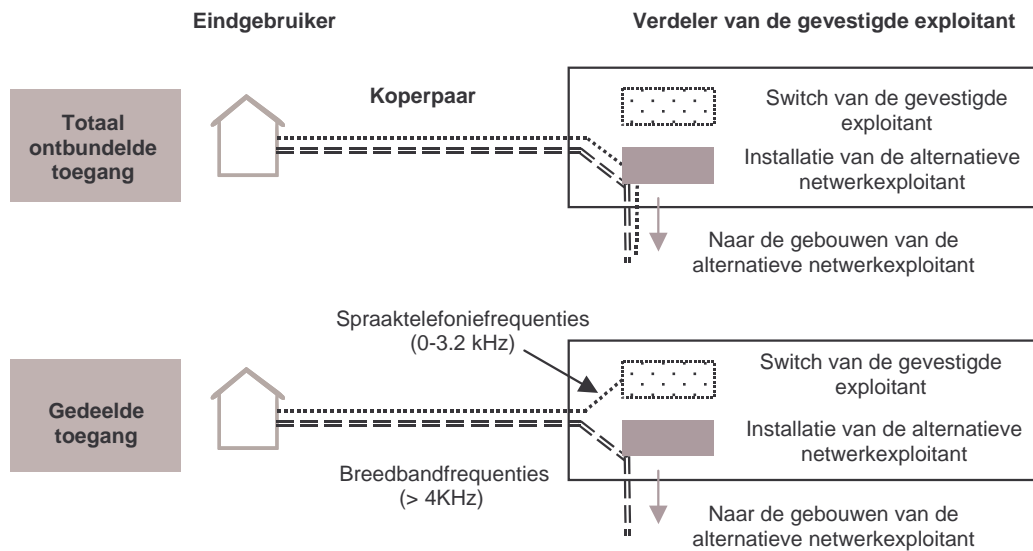 Eindgebruiker
Verdeler van de gevestigde exploitant
Totaal
ontbundelde
toegang
Koperpaar
Switch van de gevestigde
exploitant
Installatie van de alternatieve
netwerkexploitant
Naar de gebouwen van de
alternatieve netwerkexploitant
Spraaktelefoniefrequenties
(0-3.2 kHz)
Gedeelde
toegang
Switch van de gevestigde
exploitant
Installatie van de alternatieve
netwerkexploitant
Breedbandfrequenties
(> 4KHz)
Naar de gebouwen van de
alternatieve netwerkexploitant